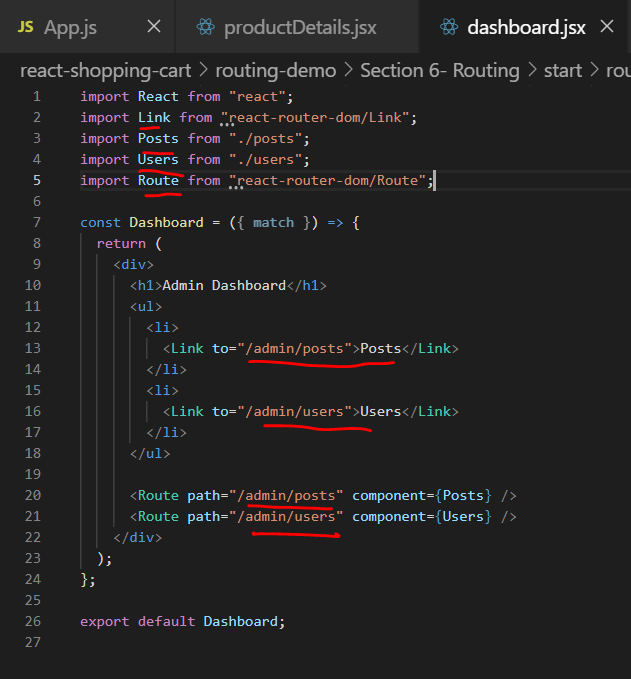 JS App.js
productDetails.jsx
dashboard.jsx
react-shopping-cart > routing-demo > Section 6- Routing > start > rou
1 import React from "react";
2 import Link from "react-router-dom/Link";
3 import Posts from "./posts";
4 import Users from "./users";
5 import Route from "react-router-dom/Route";
6
7 const Dashboard = ({ match }) => {
8 return (
9 <div>
10 <h1>Admin Dashboard</h1>
11 <ul>
12 <li>
13 <Link to="/admin/posts">Posts</Link>
14 </li>
15 <li>
16 <Link to="/admin/users">Users</Link>
17 </li>
18 </ul>
19
20 <Route path="/admin/posts" component={Posts} />
21 <Route path="/admin/users" component={Users} />
22 </div>
23 );
24 };
25
26 export default Dashboard;
27